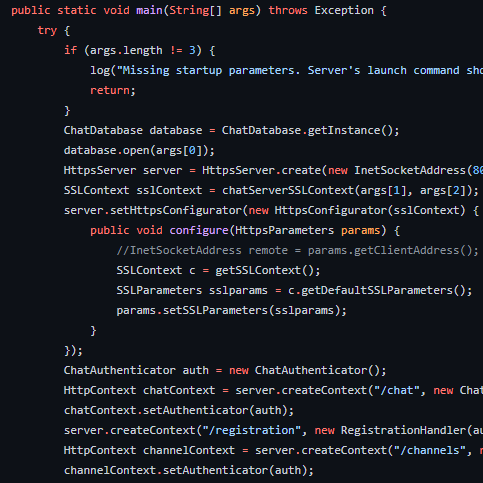 public static void main(String[] args) throws Exception {
try {
if (args.length != 3) {
log("Missing startup parameters. Server's launch command sho
return;
}
ChatDatabase database = ChatDatabase.getInstance();
database.open(args[0]);
HttpsServer server = HttpsServer.create(new InetSocketAddress(80
SSLContext sslContext = chatServerSSLContext(args[1], args[2]);
server.setHttpsConfigurator(new HttpsConfigurator(sslContext) {
public void configure(HttpsParameters params) {
//InetSocketAddress remote = params.getClientAddress();
SSLContext c = getSSLContext();
SSLParameters sslparams = c.getDefaultSSLParameters();
params.setSSLParameters(sslparams);
}
});
ChatAuthenticator auth = new ChatAuthenticator();
HttpContext chatContext = server.createContext("/chat", new Chat
chatContext.setAuthenticator(auth);
server.createContext("/registration", new RegistrationHandler(au
HttpContext channelContext = server.createContext("/channels", n
channelContext.setAuthenticator(auth);